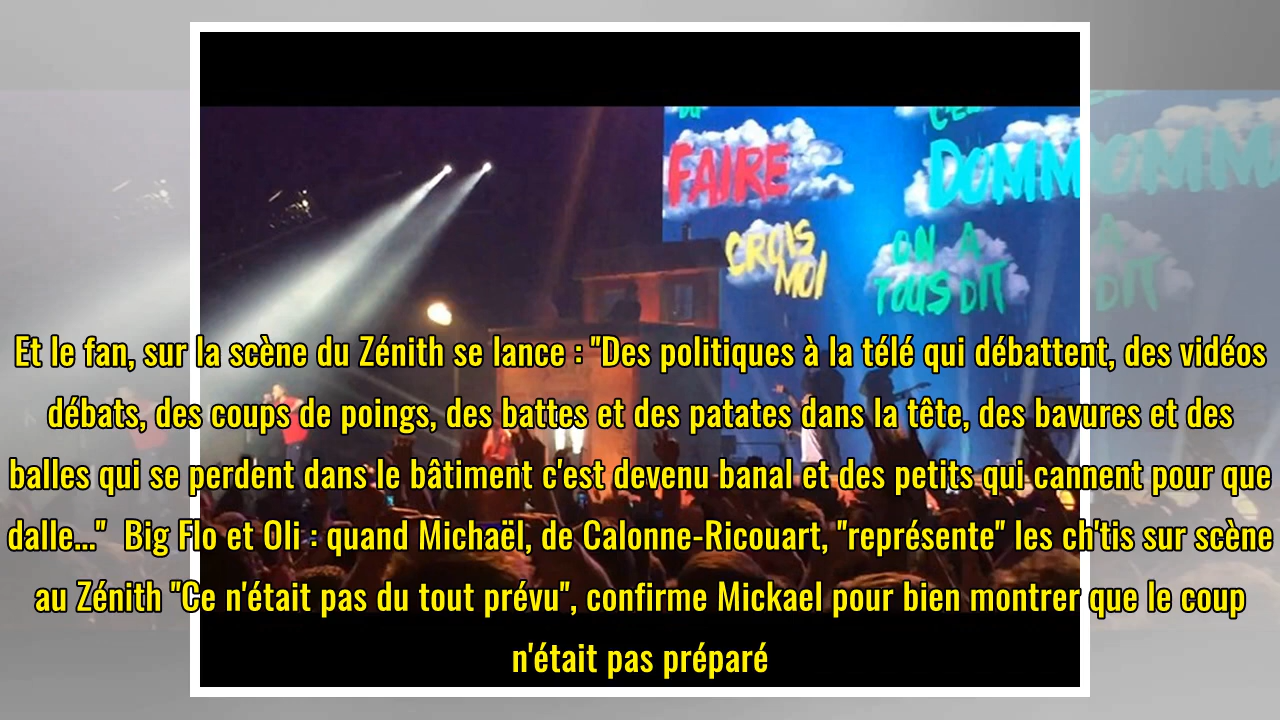 FAIRE
DOMM
CROIS
MOI
ON A
TOUS DIT
Et le fan, sur la scène du Zénith se lance : "Des politiques à la télé qui débattent, des vidéos
débats, des coups de poings, des battes et des patates dans la tête, des bavures et des
balles qui se perdent dans le bâtiment c'est devenu banal et des petits qui cannent pour que
dalle..." Big Flo et Oli : quand Michaël, de Calonne-Ricouart, "représente" les ch'tis sur scène
au Zénith "Ce n'était pas du tout prévu", confirme Mickael pour bien montrer que le coup
n'était pas préparé